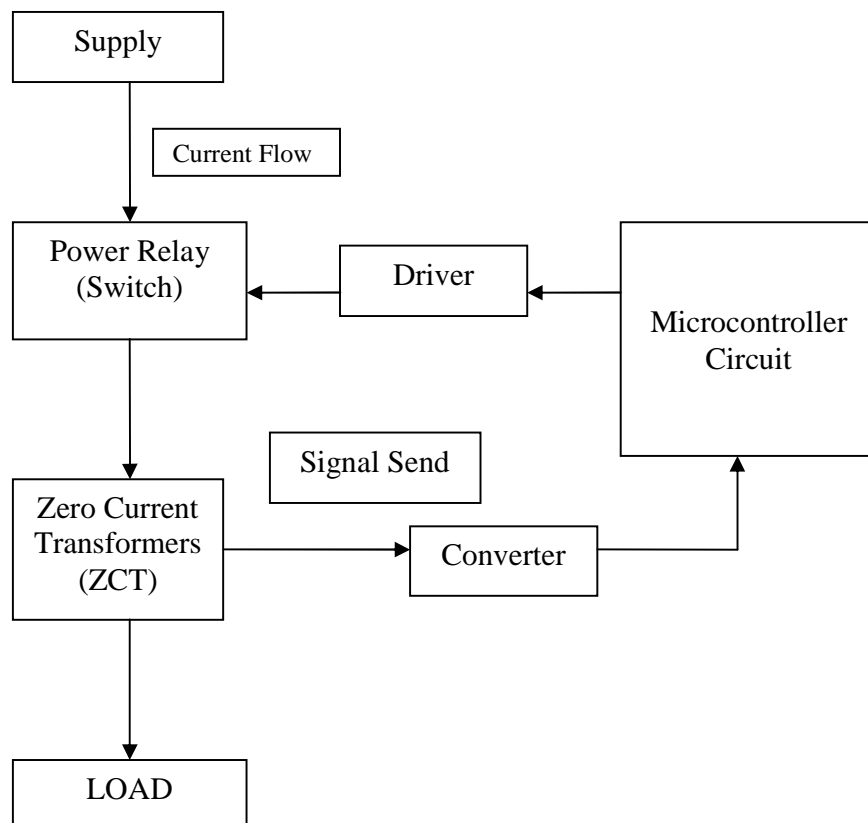 Supply
Current Flow
Power Relay
(Switch)
Driver
Microcontroller
Circuit
Signal Send
Zero Current
Transformers
(ZCT)
Converter
LOAD